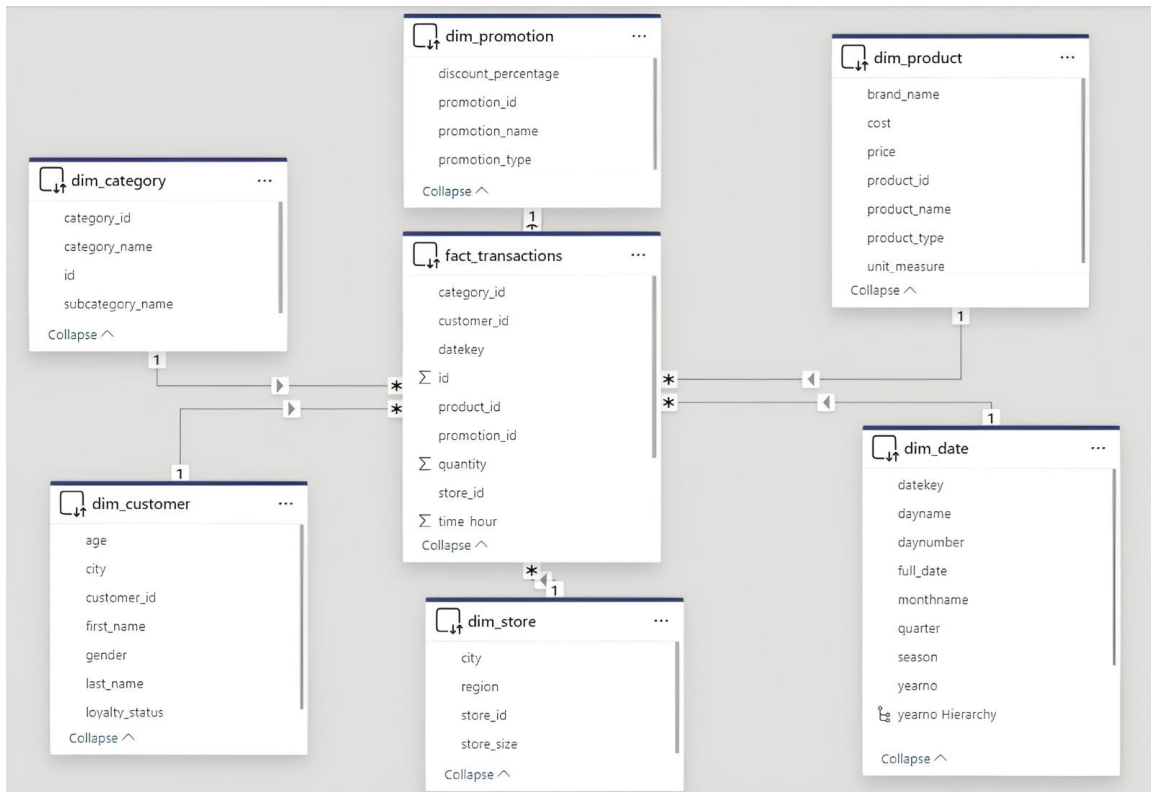 dim_promotion
discount_percentage
promotion_id
promotion_name
promotion_type
Collapse
dim_product
brand_name
cost
price
product_id
product_name
product_type
unit_measure
Collapse
dim_category
category_id
category_name
id
subcategory_name
Collapse
1
1
1
fact_transactions
category_id
customer_id
datekey
Σ id
product_id
promotion_id
Σ quantity
store_id
Σ time hour
Collapse
*
*
*
*
*
1
1
1
dim_customer
age
city
customer_id
first_name
gender
last_name
loyalty_status
Collapse
dim_store
city
region
store_id
store_size
Collapse
dim_date
datekey
dayname
daynumber
full_date
monthname
quarter
season
yearno
yearno Hierarchy
Collapse